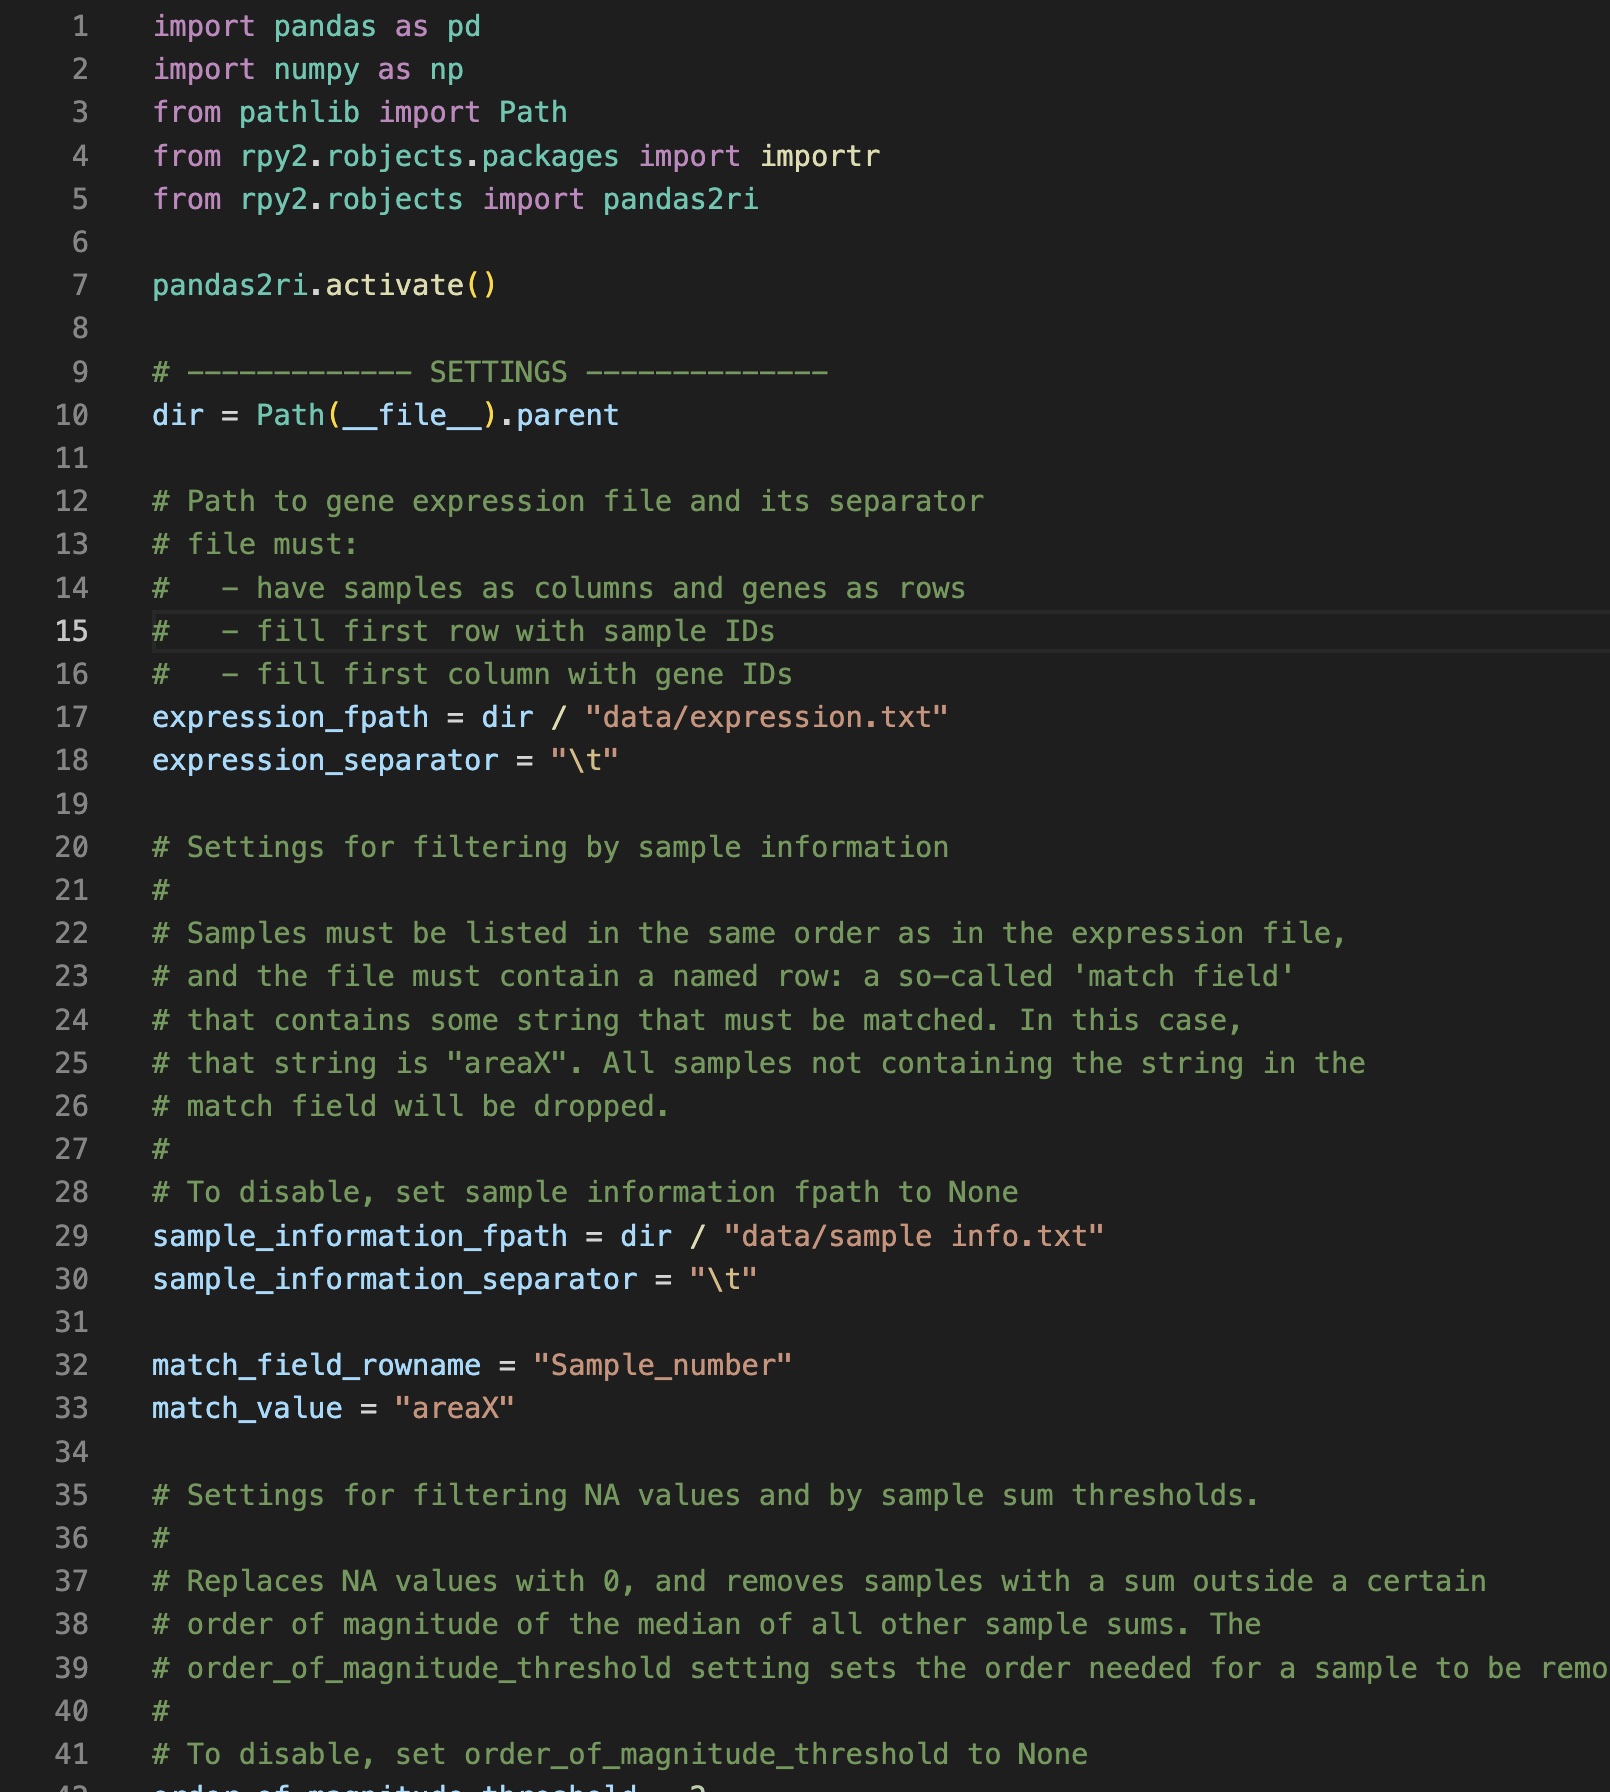 1 import pandas as pd
2 import numpy as np
3 from pathlib import Path
4 from rpy2.robjects.packages import importr
5 from rpy2.robjects import pandas2ri
6
7 pandas2ri.activate()
8
9 # ------------- SETTINGS --------------
10 dir = Path(__file__).parent
11
12 # Path to gene expression file and its separator
13 # file must:
14 #   - have samples as columns and genes as rows
15 #   - fill first row with sample IDs
16 #   - fill first column with gene IDs
17 expression_fpath = dir / "data/expression.txt"
18 expression_separator = "\t"
19
20 # Settings for filtering by sample information
21 #
22 # Samples must be listed in the same order as in the expression file,
23 # and the file must contain a named row: a so-called 'match field'
24 # that contains some string that must be matched. In this case,
25 # that string is "areaX". All samples not containing the string in the
26 # match field will be dropped.
27 #
28 # To disable, set sample information fpath to None
29 sample_information_fpath = dir / "data/sample info.txt"
30 sample_information_separator = "\t"
31
32 match_field_rowname = "Sample_number"
33 match_value = "areaX"
34
35 # Settings for filtering NA values and by sample sum thresholds.
36 #
37 # Replaces NA values with 0, and removes samples with a sum outside a certain
38 # order of magnitude of the median of all other sample sums. The
39 # order_of_magnitude_threshold setting sets the order needed for a sample to be remo
40 #
41 # To disable, set order_of_magnitude_threshold to None